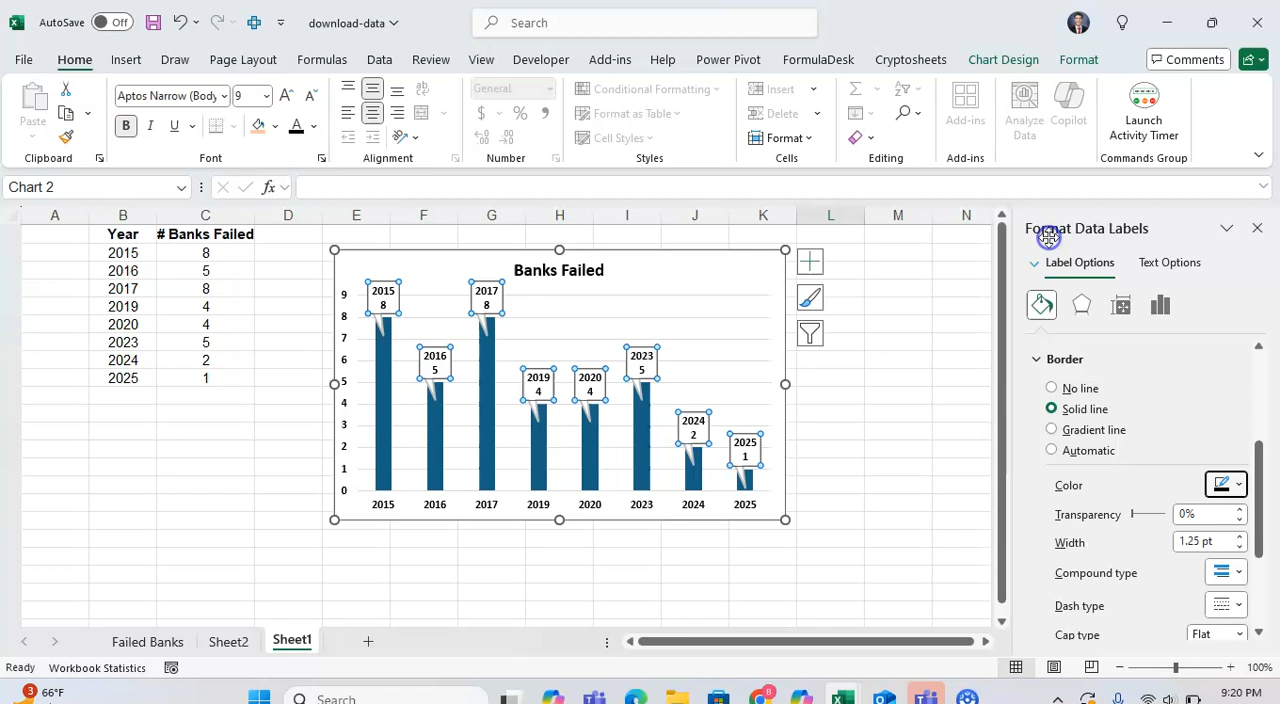 AutoSave Off download-data Search
File Home Insert Draw Page Layout Formulas Data Review View Developer Add-ins Help Power Pivot FormulaDesk Cryptosheets Chart Design Format Comments
Paste Aptos Narrow (Body 9 A A General Conditional Formatting Insert Add-ins Analyze Data Copilot Launch Activity Timer
Format as Table Delete
B I U A $ % Cell Styles Format
Clipboard Font Alignment Number Styles Cells Editing Add-ins Commands Group
Chart 2 fx
A B C D E F G H I J K L M N
Year # Banks Failed
2015 8
2016 5
2017 8
2019 4
2020 4
2023 5
2024 2
2025 1
Banks Failed
9
8
7
6
5
4
3
2
1
0
2015
8
2016
5
2017
8
2019
4
2020
4
2023
5
2024
2
2025
1
2015 2016 2017 2019 2020 2023 2024 2025
Format Data Labels
Label Options Text Options
Border
No line
Solid line
Gradient line
Automatic
Color
Transparency 0%
Width 1.25 pt
Compound type
Dash type
Cap type Flat
Failed Banks Sheet2 Sheet1
Ready Workbook Statistics 100%
3 66°F Search 9:20 PM